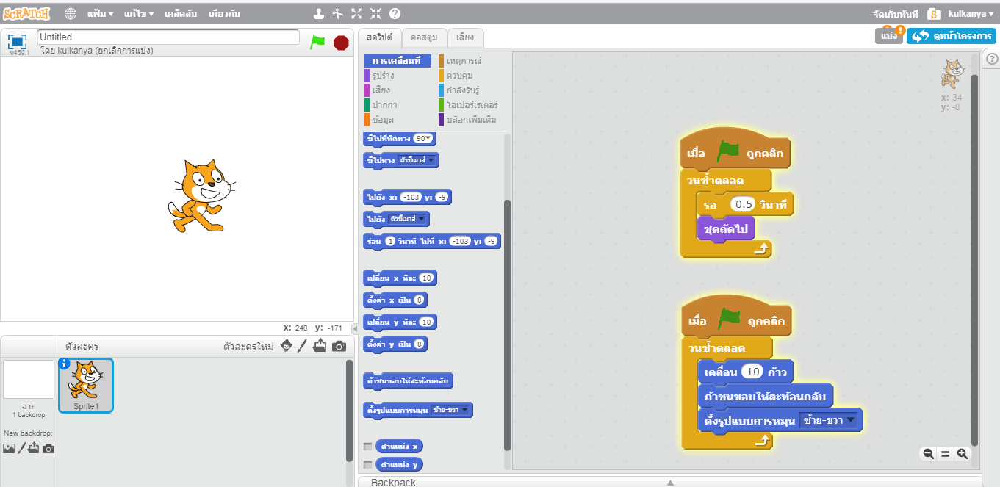 SCRATCH แฟ้ม▼ แก้ไข▼ เคล็ดลับ เกี่ยวกับ จัดเก็บทันที kulkanya▼
v459.1 Untitled
โดย kulkanya (ยกเลิกการแบ่ง)
สคริปต์ คอสตูม เสียง
แบ่ง ! ดูหน้าโครงการ
การเคลื่อนที่ เหตุการณ์
รูปร่าง ควบคุม
เสียง กำลังรับรู้
ปากกา โอเปอร์เรเตอร์
ข้อมูล บล็อกเพิ่มเติม
ชี้ไปที่ทิศทาง 90▼
ชี้ไปทาง ตัวชี้เมาส์
ไปยัง x: -103 y: -9
ไปยัง ตัวชี้เมาส์
ร่อน 1 วินาที ไปที่ x: -103 y: -9
เปลี่ยน x ทีละ 10
ตั้งค่า x เป็น 0
เปลี่ยน y ทีละ 10
ตั้งค่า y เป็น 0
ถ้าชนขอบให้สะท้อนกลับ
ตั้งรูปแบบการหมุน ซ้าย-ขวา
ตำแหน่ง x
ตำแหน่ง y
x: 34
y: -8
เมื่อ ถูกคลิก
วนซ้ำตลอด
รอ 0.5 วินาที
ชุดถัดไป
เมื่อ ถูกคลิก
วนซ้ำตลอด
เคลื่อน 10 ก้าว
ถ้าชนขอบให้สะท้อนกลับ
ตั้งรูปแบบการหมุน ซ้าย-ขวา
x: 240 y: -171
ตัวละคร ตัวละครใหม่
Sprite1
ฉาก
1 backdrop
New backdrop:
Backpack